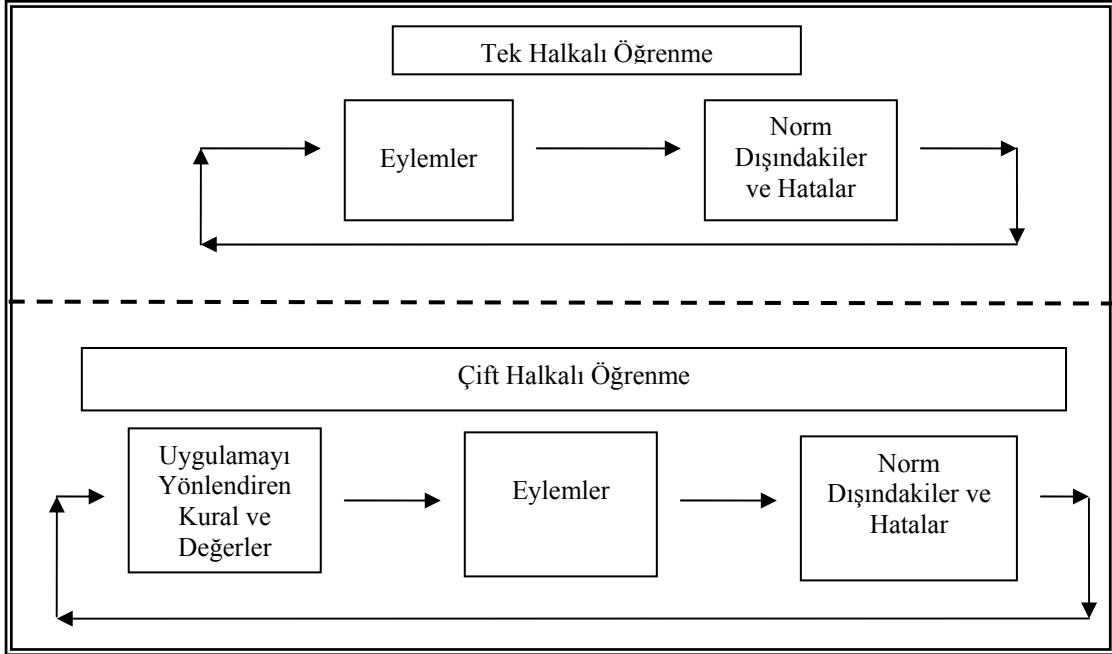 Tek Halkalı Öğrenme
Eylemler
Norm
Dışındakiler
ve Hatalar
Çift Halkalı Öğrenme
Uygulamayı
Yönlendiren
Kural ve
Değerler
Eylemler
Norm
Dışındakiler ve
Hatalar